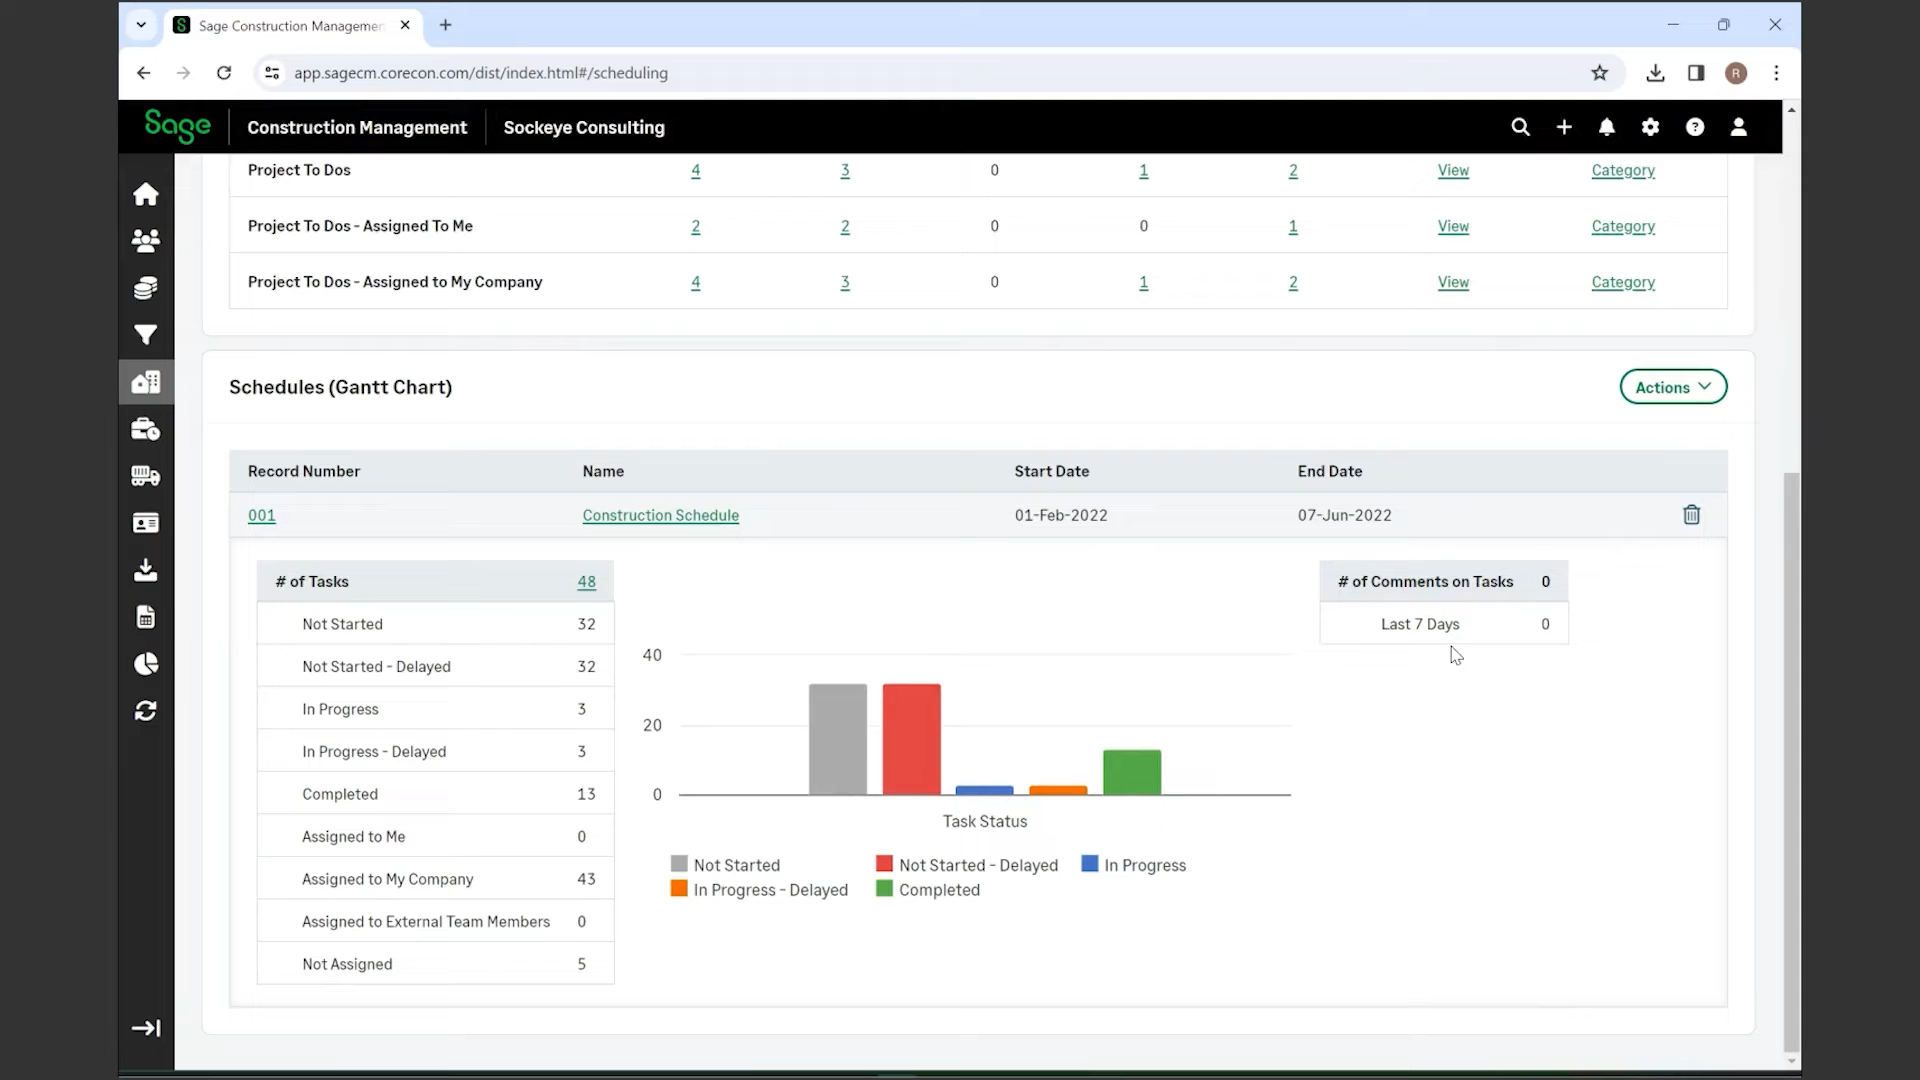 Sage Construction Managemen
app.sagecm.corecon.com/dist/index.html#/scheduling
R
Sage Construction Management Sockeye Consulting
Project To Dos 4 3 0 1 2 View Category
Project To Dos - Assigned To Me 2 2 0 0 1 View Category
Project To Dos - Assigned to My Company 4 3 0 1 2 View Category
Schedules (Gantt Chart) Actions
Record Number Name Start Date End Date
001 Construction Schedule 01-Feb-2022 07-Jun-2022
# of Tasks 48
Not Started 32
Not Started - Delayed 32
In Progress 3
In Progress - Delayed 3
Completed 13
Assigned to Me 0
Assigned to My Company 43
Assigned to External Team Members 0
Not Assigned 5
40
20
0
Task Status
Not Started Not Started - Delayed In Progress
In Progress - Delayed Completed
# of Comments on Tasks 0
Last 7 Days 0